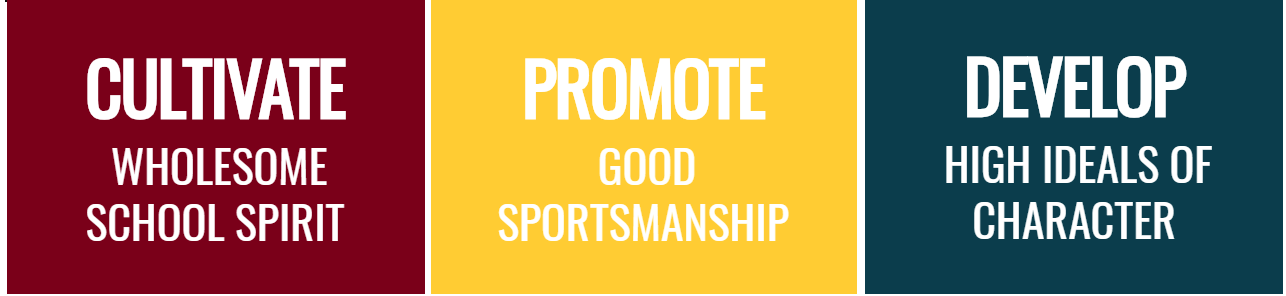 CULTIVATE
WHOLESOME
SCHOOL SPIRIT
PROMOTE
GOOD
SPORTSMANSHIP
DEVELOP
HIGH IDEALS OF
CHARACTER